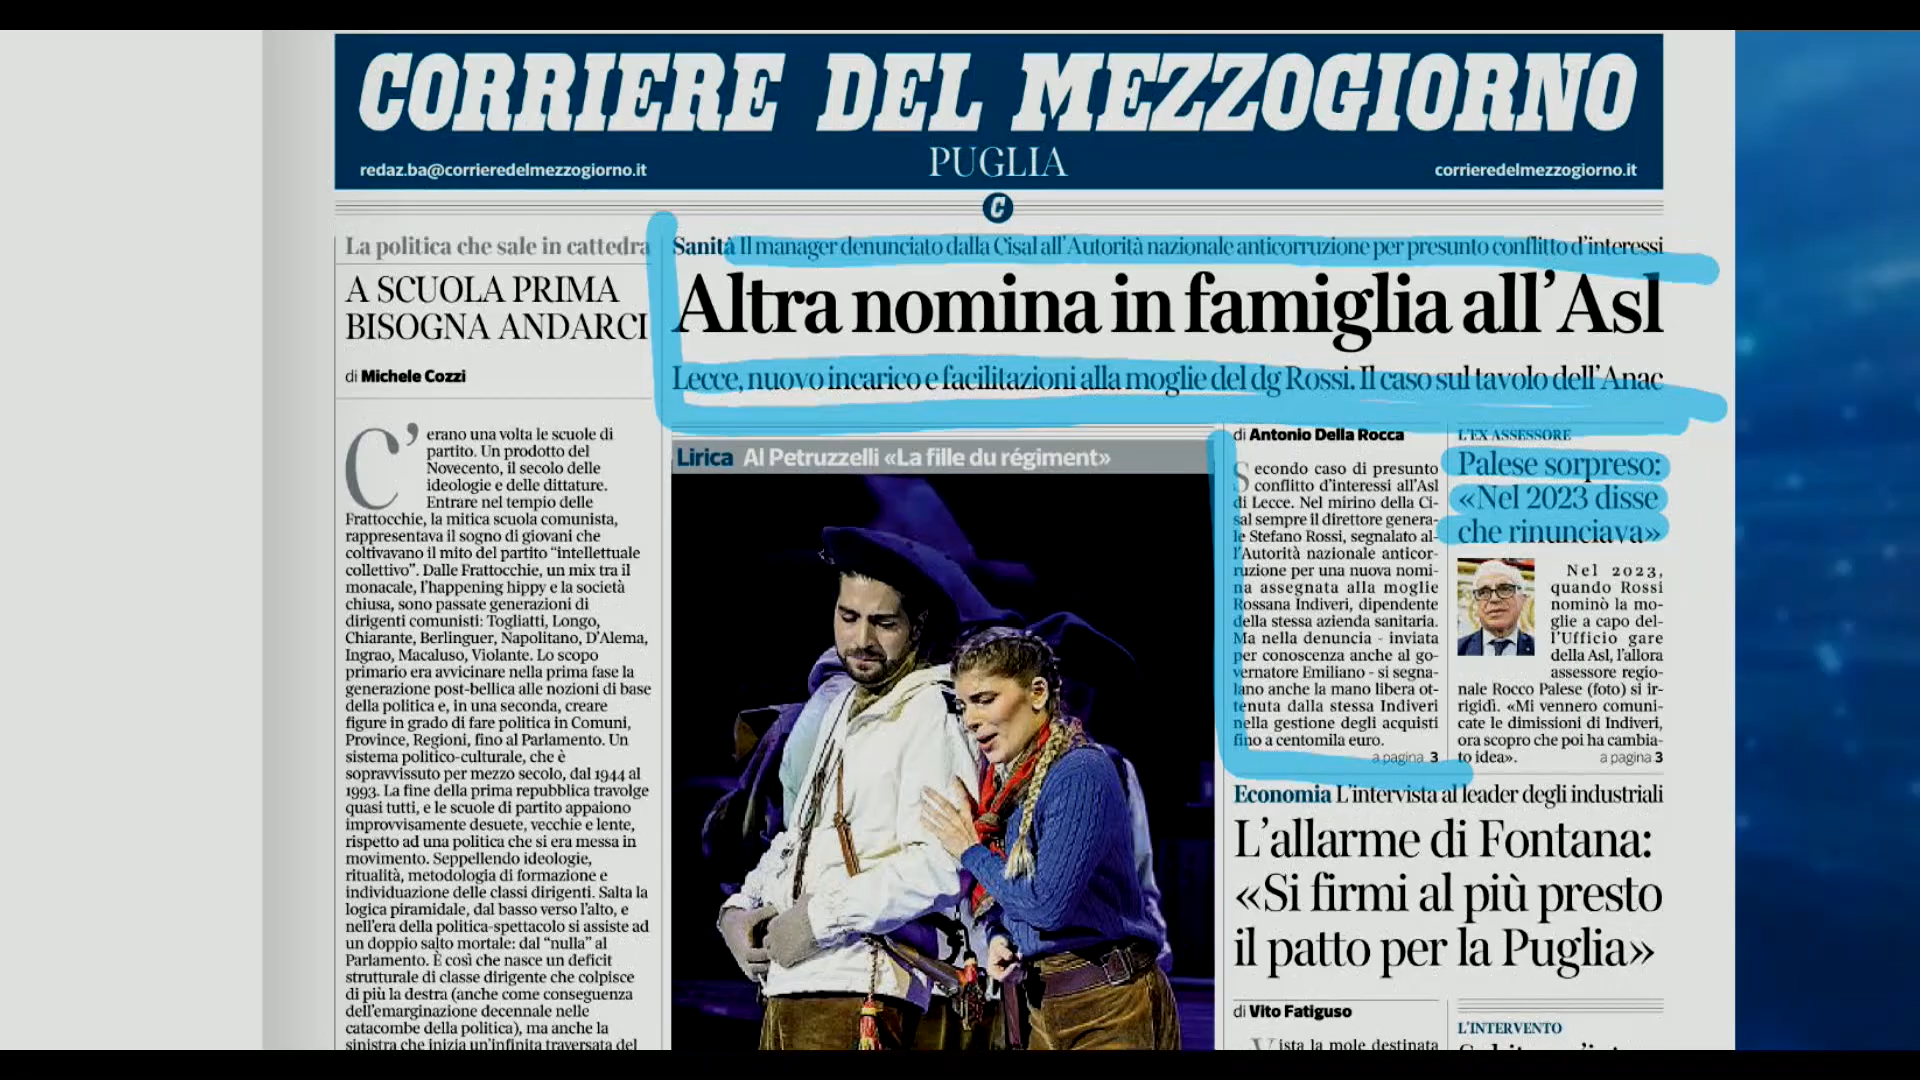 CORRIERE DEL MEZZOGIORNO
PUGLIA
redaz.ba@corrieredelmezzogiorno.it
corrieredelmezzogiorno.it
C
La politica che sale in cattedra
A SCUOLA PRIMA
BISOGNA ANDARCI
di Michele Cozzi
C'erano una volta le scuole di
partito. Un prodotto del
Novecento, il secolo delle
ideologie e delle dittature.
Entrare nel tempio delle
Frattocchie, la mitica scuola comunista,
rappresentava il sogno di giovani che
coltivavano il mito del partito “intellettuale
collettivo”. Dalle Frattocchie, un mix tra il
monacale, l’happening hippy e la società
chiusa, sono passate generazioni di
dirigenti comunisti: Togliatti, Longo,
Chiarante, Berlinguer, Napolitano, D’Alema,
Ingrao, Macaluso, Violante. Lo scopo
primario era avvicinare nella prima fase la
generazione post-bellica alle nozioni di base
della politica e, in una seconda, creare
figure in grado di fare politica in Comuni,
Province, Regioni, fino al Parlamento. Un
sistema politico-culturale, che è
sopravvissuto per mezzo secolo, dal 1944 al
1993. La fine della prima repubblica travolge
quasi tutti, e le scuole di partito appaiono
improvvisamente desuete, vecchie e lente,
rispetto ad una politica che si era messa in
movimento. Seppellendo ideologie,
ritualità, metodologia di formazione e
individuazione delle classi dirigenti. Salta la
logica piramidale, dal basso verso l’alto, e
nell’era della politica-spettacolo si assiste ad
un doppio salto mortale: dal “nulla” al
Parlamento. È così che nasce un deficit
strutturale di classe dirigente che colpisce
di più la destra (anche come conseguenza
dell’emarginazione decennale nelle
catacombe della politica), ma anche la
sinistra che inizia un’infinita traversata del
Sanità Il manager denunciato dalla Cisal all’Autorità nazionale anticorruzione per presunto conflitto d’interessi
Altra nomina in famiglia all’Asl
Lecce, nuovo incarico e facilitazioni alla moglie del dg Rossi. Il caso sul tavolo dell’Anac
Lirica Al Petruzzelli «La fille du régiment»
di Antonio Della Rocca
Secondo caso di presunto
conflitto d’interessi all’Asl
di Lecce. Nel mirino della Ci-
sal sempre il direttore genera-
le Stefano Rossi, segnalato al-
l’Autorità nazionale anticor-
ruzione per una nuova nomi-
na assegnata alla moglie
Rossana Indiveri, dipendente
della stessa azienda sanitaria.
Ma nella denuncia - inviata
per conoscenza anche al go-
vernatore Emiliano - si segna-
lano anche la mano libera ot-
tenuta dalla stessa Indiveri
nella gestione degli acquisti
fino a centomila euro.
a pagina 3
L’EX ASSESSORE
Palese sorpreso:
«Nel 2023 disse
che rinunciava»
Nel 2023,
quando Rossi
nominò la mo-
glie a capo del-
l’Ufficio gare
della Asl, l’allora
assessore regio-
nale Rocco Palese (foto) si ir-
rigidì. «Mi vennero comuni-
cate le dimissioni di Indiveri,
ora scopro che poi ha cambia-
to idea».
a pagina 3
Economia L’intervista al leader degli industriali
L’allarme di Fontana:
«Si firmi al più presto
il patto per la Puglia»
di Vito Fatiguso
Vista la mole destinata
L’INTERVENTO